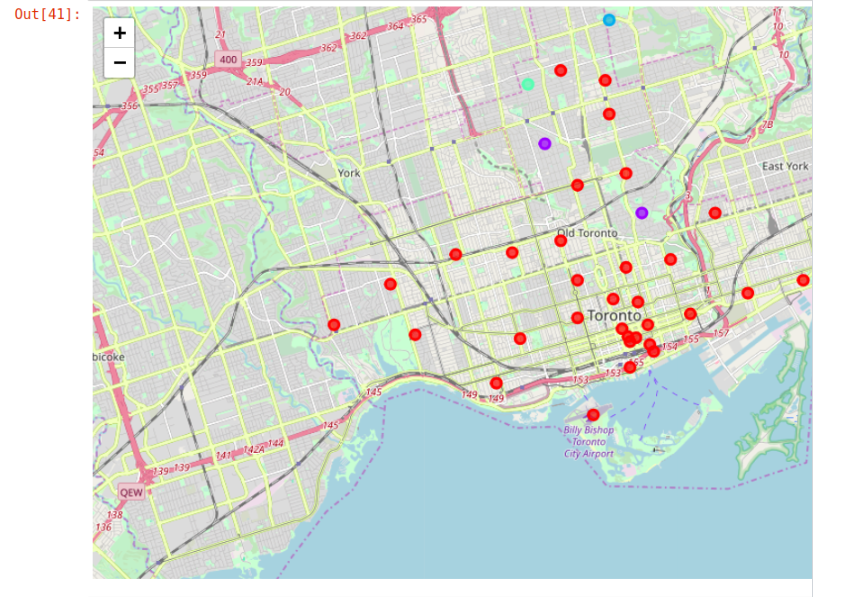 Out[41]:
+
−
21
362
362
364
365
11
10
10
400
359
359
21A
20
355
357
356
54
7B
York
East York
Old Toronto
Toronto
bicoke
157
155
154
155
153
153
145
149
149
145
144
142A
141
139
139
QEW
138
136
Billy Bishop
Toronto
City Airport